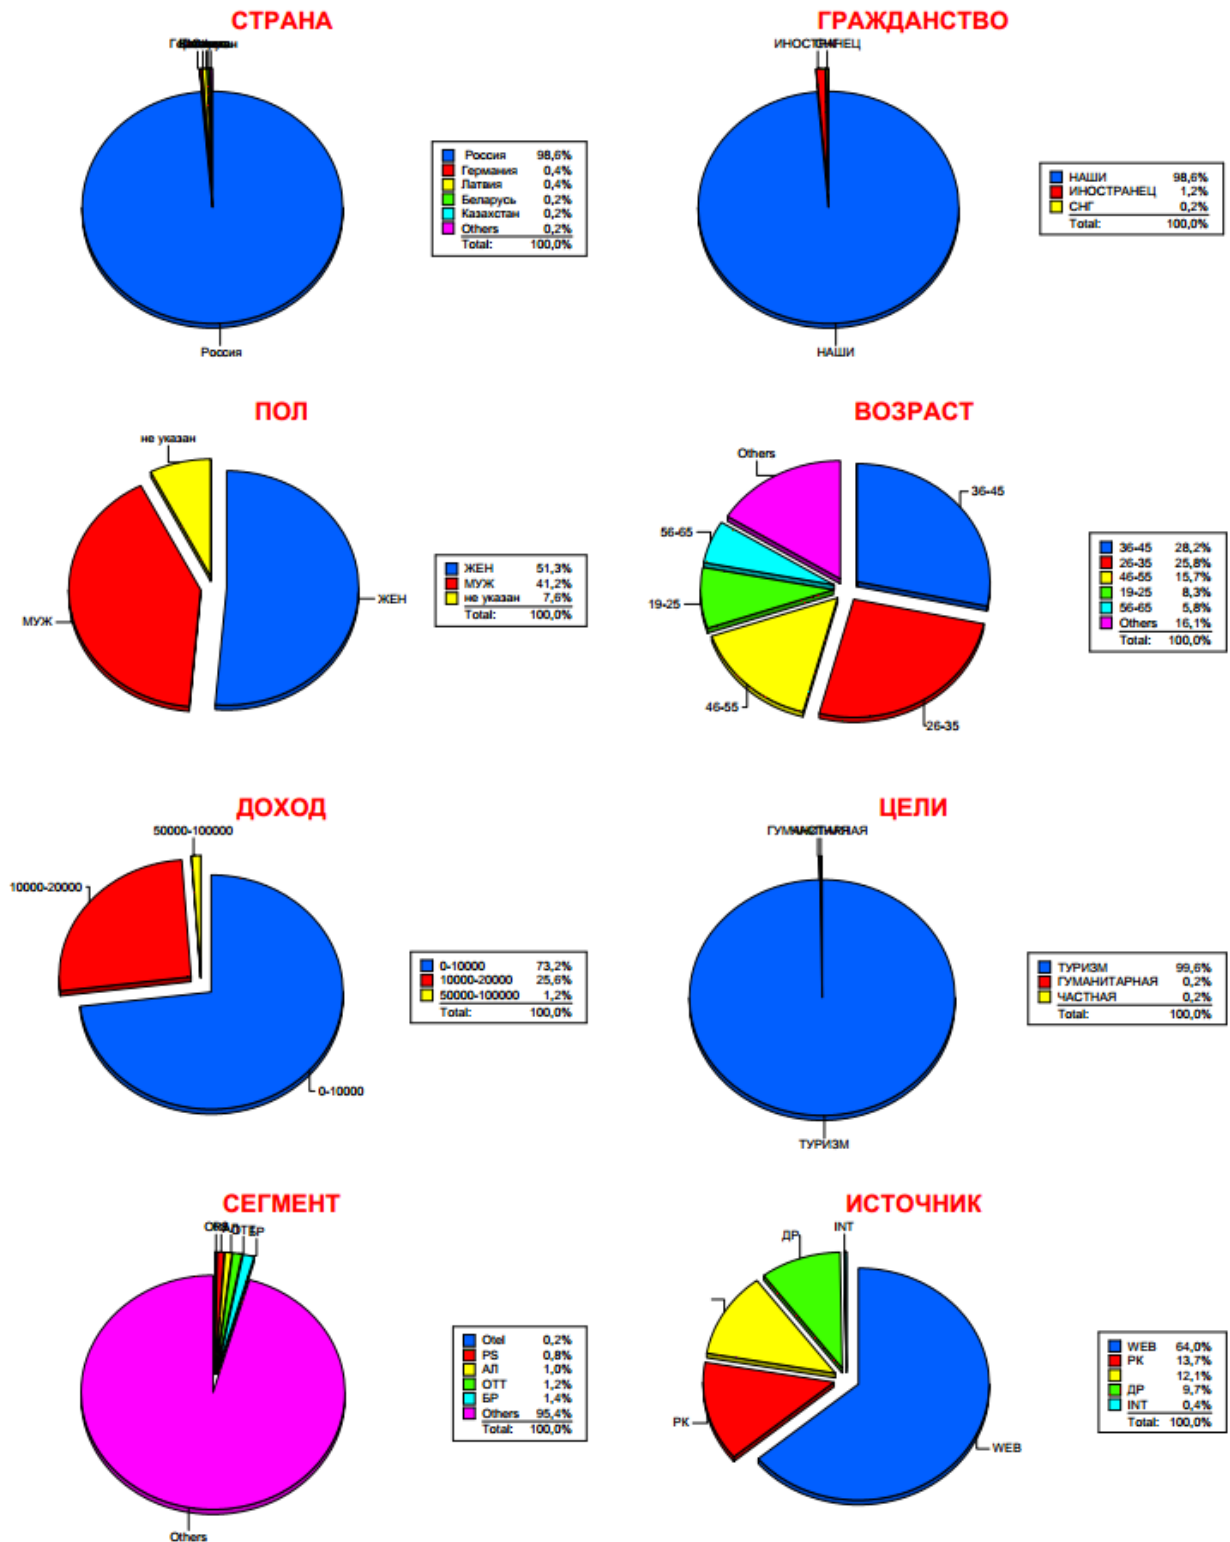 СТРАНА
Россия 98,6%
Германия 0,4%
Латвия 0,4%
Беларусь 0,2%
Казахстан 0,2%
Others 0,2%
Total: 100,0%
Россия
ГРАЖДАНСТВО
НАШИ 98,6%
ИНОСТРАНЕЦ 1,2%
СНГ 0,2%
Total: 100,0%
НАШИ
ПОЛ
не указан
МУЖ
ЖЕН
ЖЕН 51,3%
МУЖ 41,2%
не указан 7,6%
Total: 100,0%
ВОЗРАСТ
Others
36-45
56-65
19-25
46-55
26-35
36-45 28,2%
26-35 25,8%
46-55 15,7%
19-25 8,3%
56-65 5,8%
Others 16,1%
Total: 100,0%
ДОХОД
50000-100000
10000-20000
0-10000
0-10000 73,2%
10000-20000 25,6%
50000-100000 1,2%
Total: 100,0%
ЦЕЛИ
ТУРИЗМ 99,6%
ГУМАНИТАРНАЯ 0,2%
ЧАСТНАЯ 0,2%
Total: 100,0%
ТУРИЗМ
СЕГМЕНТ
ОТТ
БР
Otel 0,2%
PS 0,8%
АЛ 1,0%
ОТТ 1,2%
БР 1,4%
Others 95,4%
Total: 100,0%
Others
ИСТОЧНИК
INT
ДР
РК
WEB
WEB 64,0%
РК 13,7%
12,1%
ДР 9,7%
INT 0,4%
Total: 100,0%